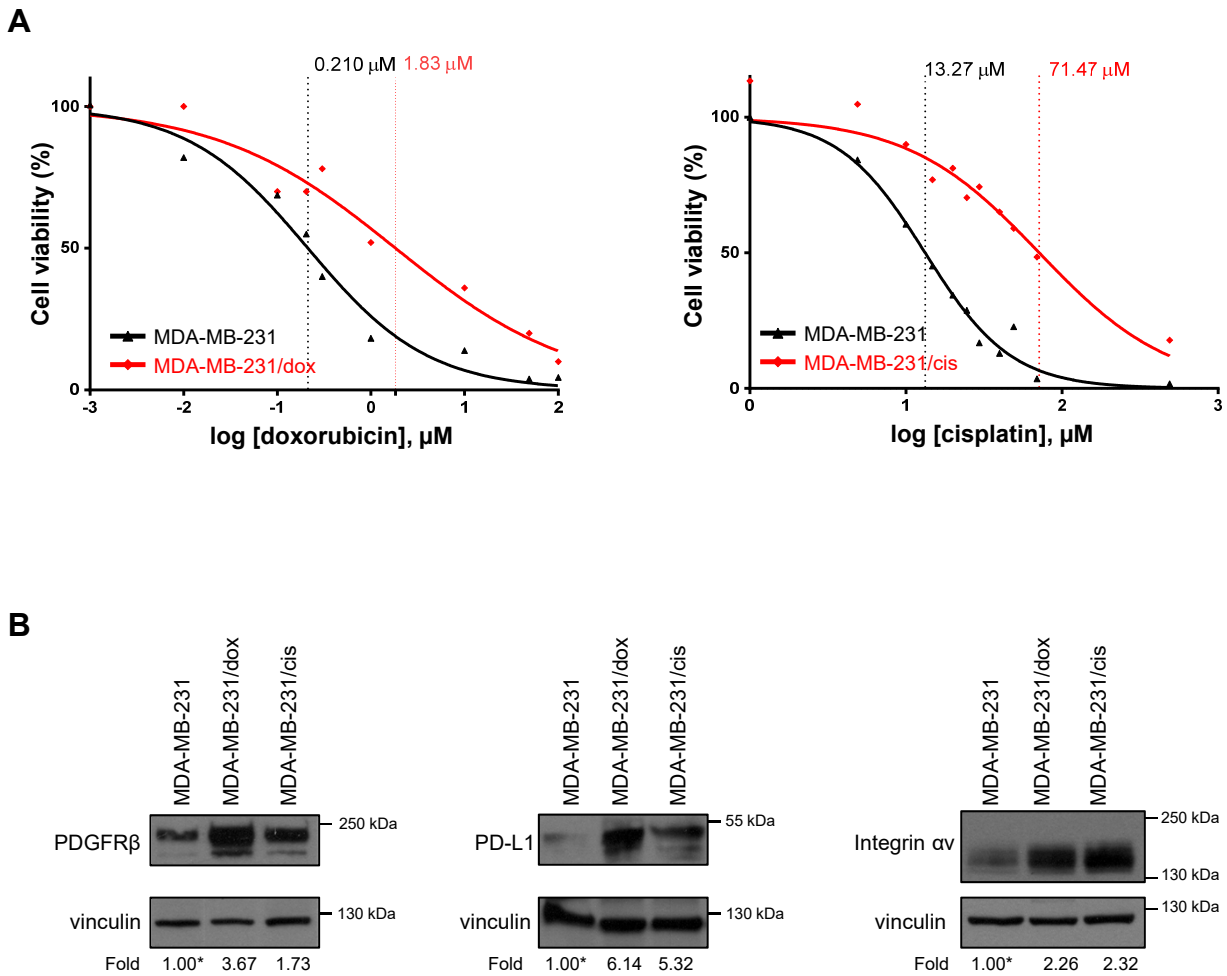 A
0.210 µM 1.83 µM
100
50
0
Cell viability (%)
MDA-MB-231
MDA-MB-231/dox
-3 -2 -1 0 1 2
log [doxorubicin], µM
13.27 µM 71.47 µM
100
50
0
Cell viability (%)
MDA-MB-231
MDA-MB-231/cis
0 1 2 3
log [cisplatin], µM
B
MDA-MB-231
MDA-MB-231/dox
MDA-MB-231/cis
PDGFRβ
250 kDa
vinculin
130 kDa
Fold 1.00* 3.67 1.73
MDA-MB-231
MDA-MB-231/dox
MDA-MB-231/cis
PD-L1
55 kDa
vinculin
130 kDa
Fold 1.00* 6.14 5.32
MDA-MB-231
MDA-MB-231/dox
MDA-MB-231/cis
Integrin αv
250 kDa
130 kDa
vinculin
130 kDa
Fold 1.00* 2.26 2.32